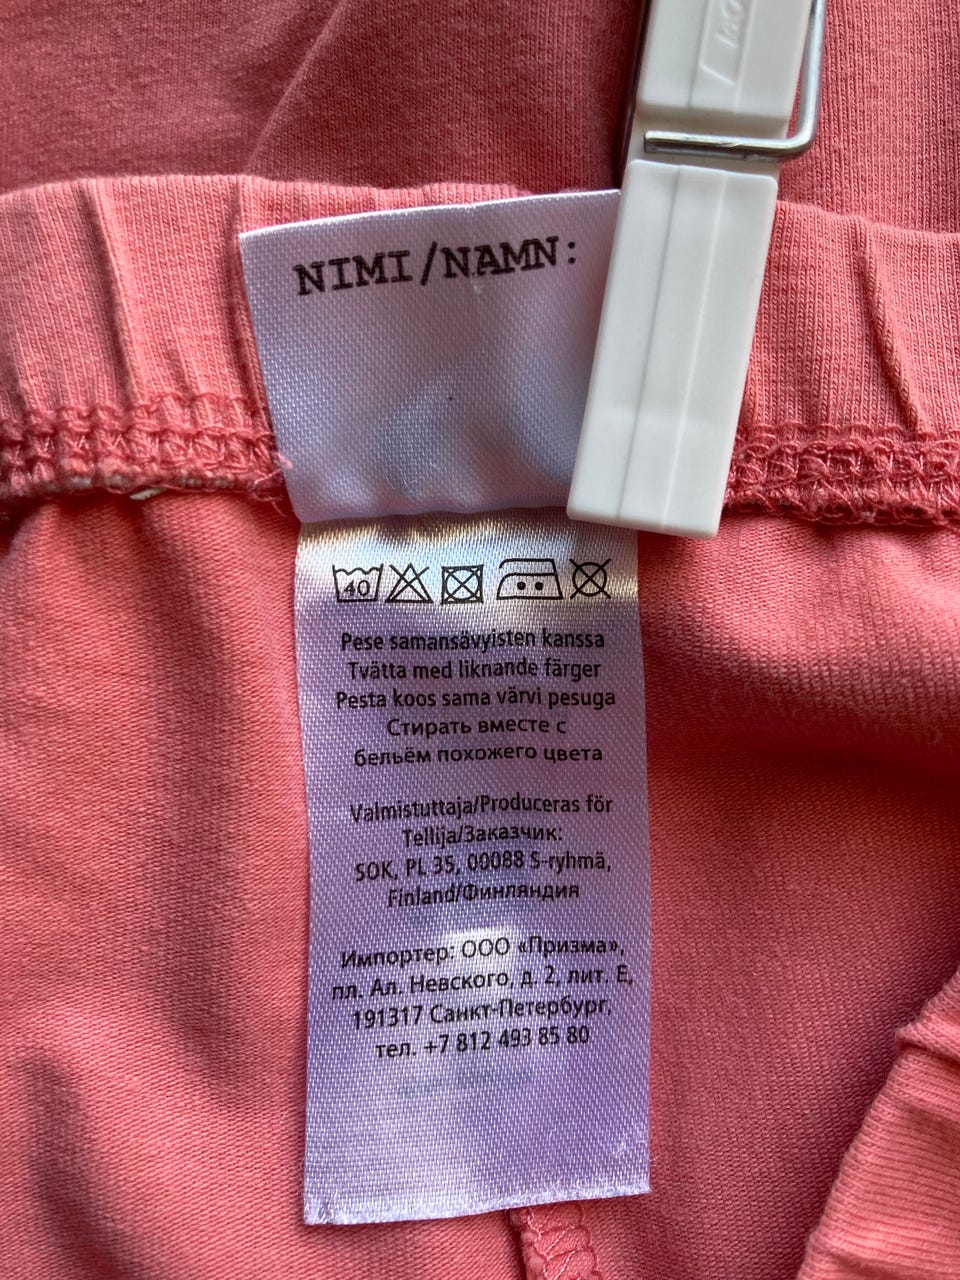 NIMI/NAMN:
40
Pese samansävyisten kanssa
Tvätta med liknande färger
Pesta koos sama värvi pesuga
Стирать вместе с
бельём похожего цвета
Valmistuttaja/Produceras för
Tellija/Заказчик:
SOK, PL 35, 00088 S-ryhmä,
Finland/Финляндия
Импортер: ООО «Призма»,
пл. Ал. Невского, д. 2, лит. Е,
191317 Санкт-Петербург,
тел. +7 812 493 85 80